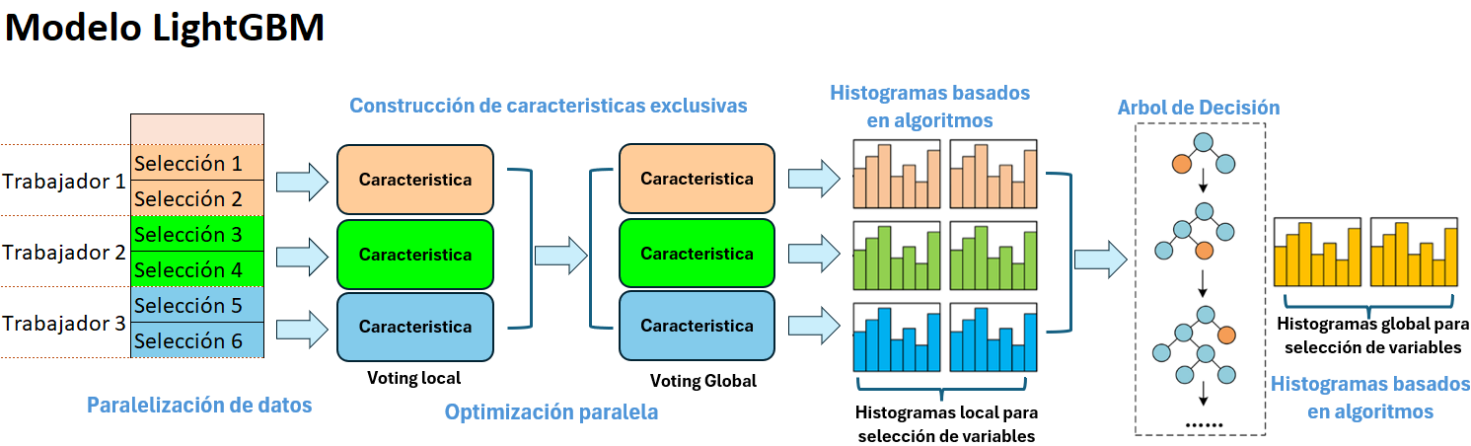 Modelo LightGBM
Construcción de caracteristicas exclusivas
Histogramas basados
en algoritmos
Arbol de Decisión
Trabajador 1
Selección 1
Selección 2
Trabajador 2
Selección 3
Selección 4
Trabajador 3
Selección 5
Selección 6
Caracteristica
Caracteristica
Caracteristica
Voting local
Caracteristica
Caracteristica
Caracteristica
Voting Global
Paralelización de datos
Optimización paralela
Histogramas local para
selección de variables
......
Histogramas global para
selección de variables
Histogramas basados
en algoritmos